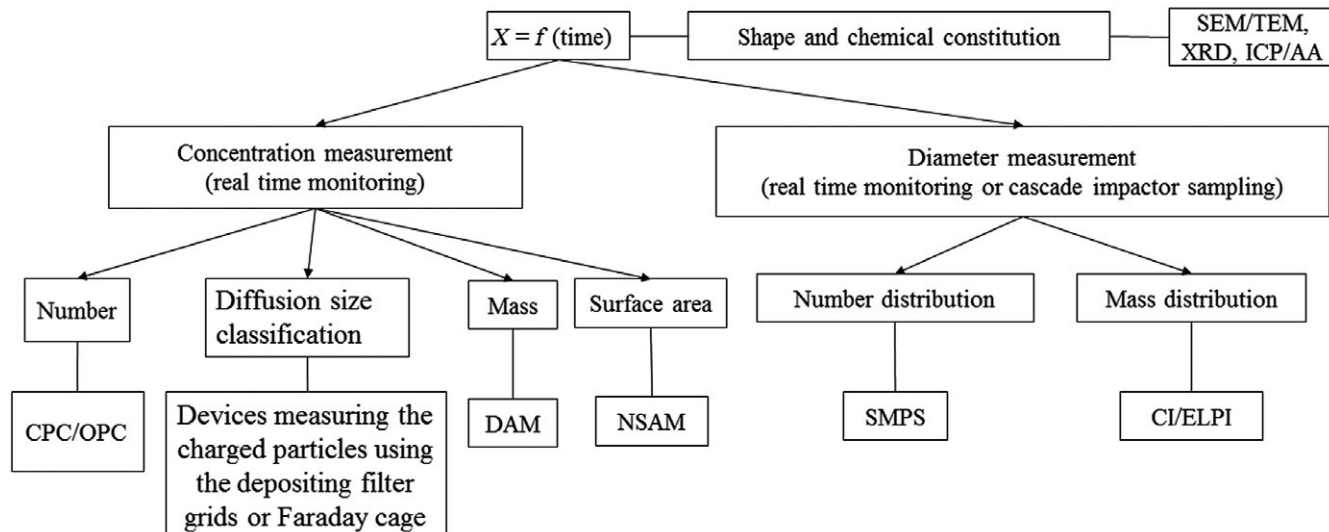 X = f (time)
Shape and chemical constitution
SEM/TEM,
XRD, ICP/AA
Concentration measurement
(real time monitoring)
Diameter measurement
(real time monitoring or cascade impactor sampling)
Number
Diffusion size
classification
Mass
Surface area
Number distribution
Mass distribution
CPC/OPC
Devices measuring the
charged particles using
the depositing filter
grids or Faraday cage
DAM
NSAM
SMPS
CI/ELPI